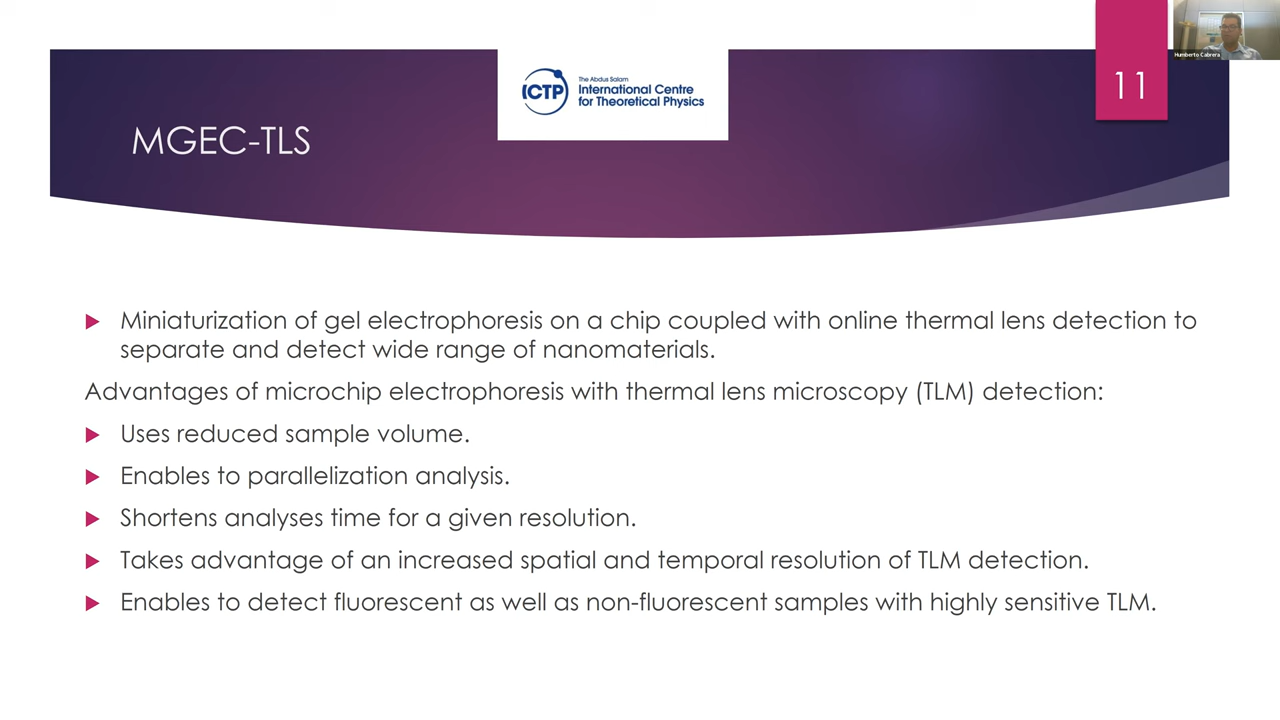 The Abdus Salam
ICTP International Centre
for Theoretical Physics
11
Humberto Cabrera
MGEC-TLS
Miniaturization of gel electrophoresis on a chip coupled with online thermal lens detection to
separate and detect wide range of nanomaterials.
Advantages of microchip electrophoresis with thermal lens microscopy (TLM) detection:
Uses reduced sample volume.
Enables to parallelization analysis.
Shortens analyses time for a given resolution.
Takes advantage of an increased spatial and temporal resolution of TLM detection.
Enables to detect fluorescent as well as non-fluorescent samples with highly sensitive TLM.